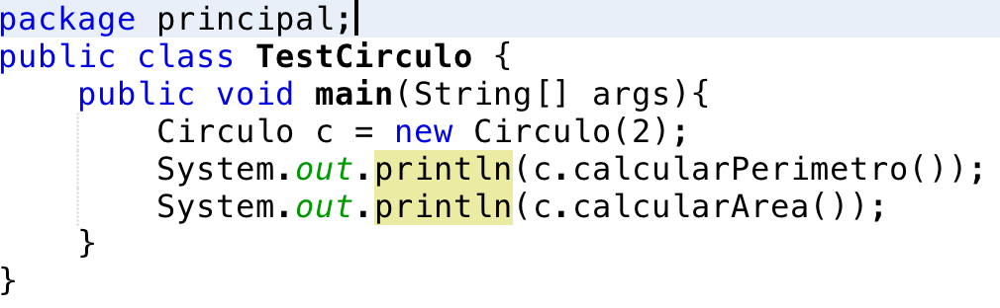 package principal;
public class TestCirculo {
    public void main(String[] args){
        Circulo c = new Circulo(2);
        System.out.println(c.calcularPerimetro());
        System.out.println(c.calcularArea());
    }
}